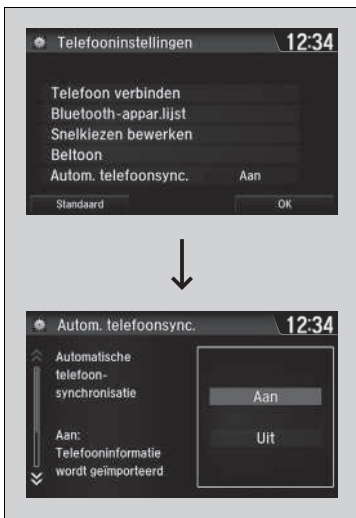 Telefooninstellingen 12:34
Telefoon verbinden
Bluetooth-appar.lijst
Snelkiezen bewerken
Beltoon
Autom. telefoonsync. Aan
Standaard OK
Autom. telefoonsync. 12:34
Automatische
telefoon-
synchronisatie
Aan:
Telefooninformatie
wordt geïmporteerd
Aan
Uit